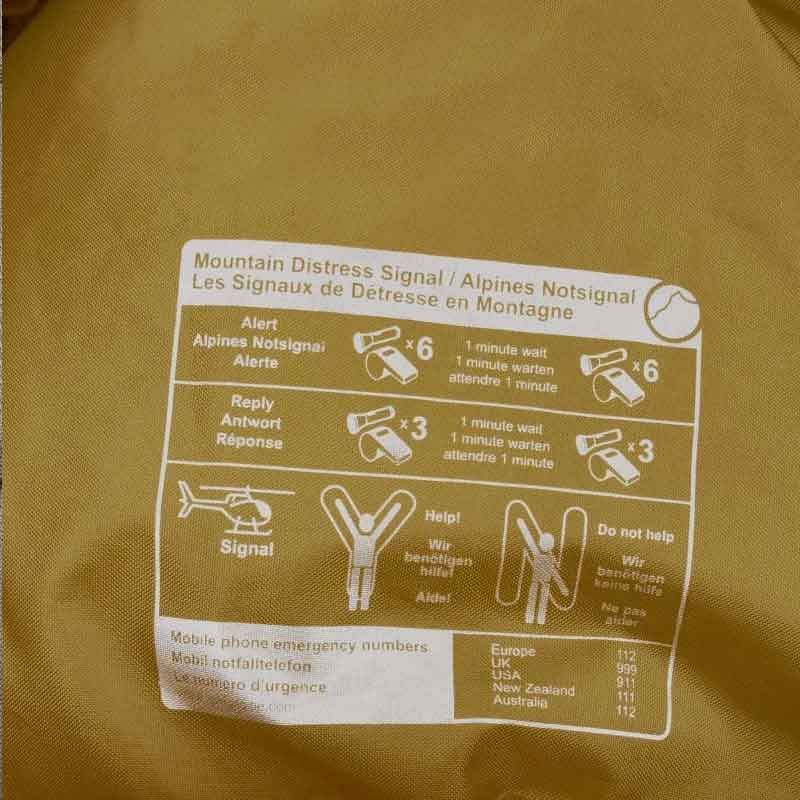 Mountain Distress Signal / Alpines Notsignal
Les Signaux de Détresse en Montagne
Alert
Alpines Notsignal
Alerte
x6
1 minute wait
1 minute warten
attendre 1 minute
x6
Reply
Antwort
Réponse
x3
1 minute wait
1 minute warten
attendre 1 minute
x3
Signal
Help!
Wir
benötigen
hilfe!
Aide!
Do not help
Wir
benötigen
keine hilfe
Ne pas
aider
Mobile phone emergency numbers
Mobil notfalltelefon
Le numero d'urgence
Europe 112
UK 999
USA 911
New Zealand 111
Australia 112